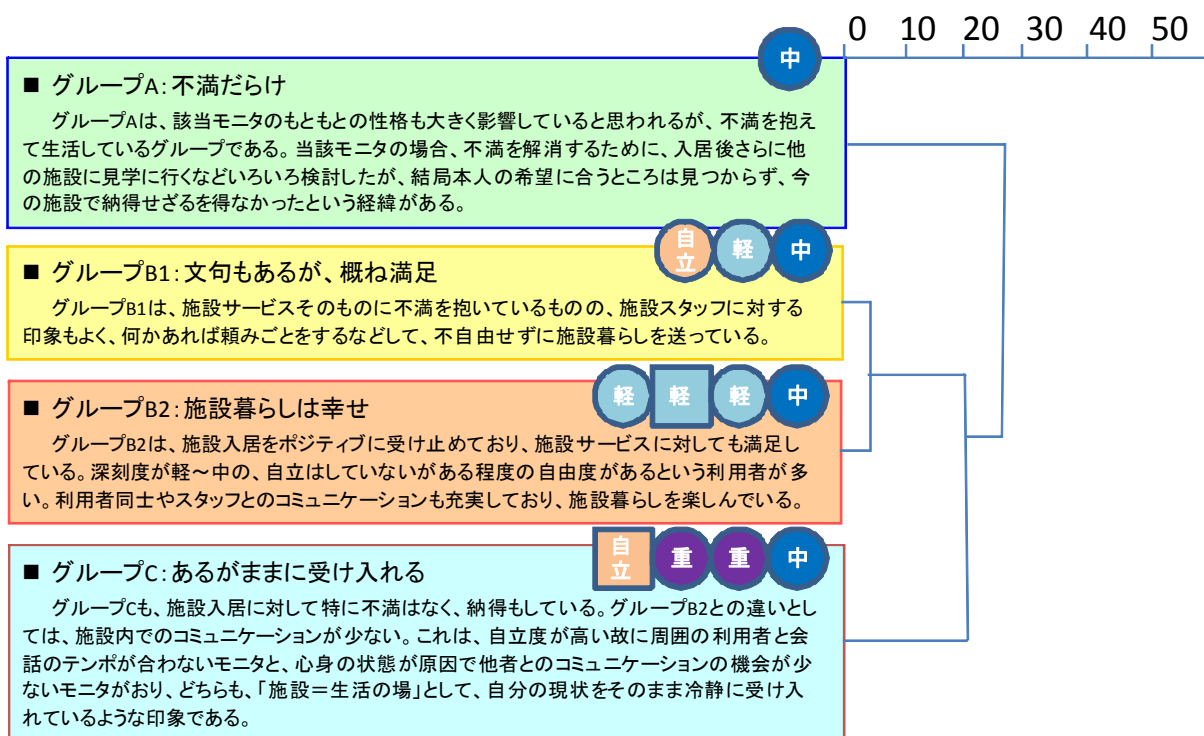 0 10 20 30 40 50
中
■ グループA:不満だらけ
グループAは、該当モニタのもともとの性格も大きく影響していると思われるが、不満を抱え
て生活しているグループである。当該モニタの場合、不満を解消するために、入居後さらに他
の施設に見学に行くなどいろいろ検討したが、結局本人の希望に合うところは見つからず、今
の施設で納得せざるを得なかったという経緯がある。
自立 軽 中
■ グループB1:文句もあるが、概ね満足
グループB1は、施設サービスそのものに不満を抱いているものの、施設スタッフに対する
印象もよく、何かあれば頼みごとをするなどして、不自由せずに施設暮らしを送っている。
軽 軽 軽 中
■ グループB2:施設暮らしは幸せ
グループB2は、施設入居をポジティブに受け止めており、施設サービスに対しても満足し
ている。深刻度が軽~中の、自立はしていないがある程度の自由度があるという利用者が多
い。利用者同士やスタッフとのコミュニケーションも充実しており、施設暮らしを楽しんでいる。
自立 重 重 中
■ グループC:あるがままに受け入れる
グループCも、施設入居に対して特に不満はなく、納得もしている。グループB2との違いとし
ては、施設内でのコミュニケーションが少ない。これは、自立度が高い故に周囲の利用者と会
話のテンポが合わないモニタと、心身の状態が原因で他者とのコミュニケーションの機会が少
ないモニタがおり、どちらも、「施設=生活の場」として、自分の現状をそのまま冷静に受け入
れているような印象である。